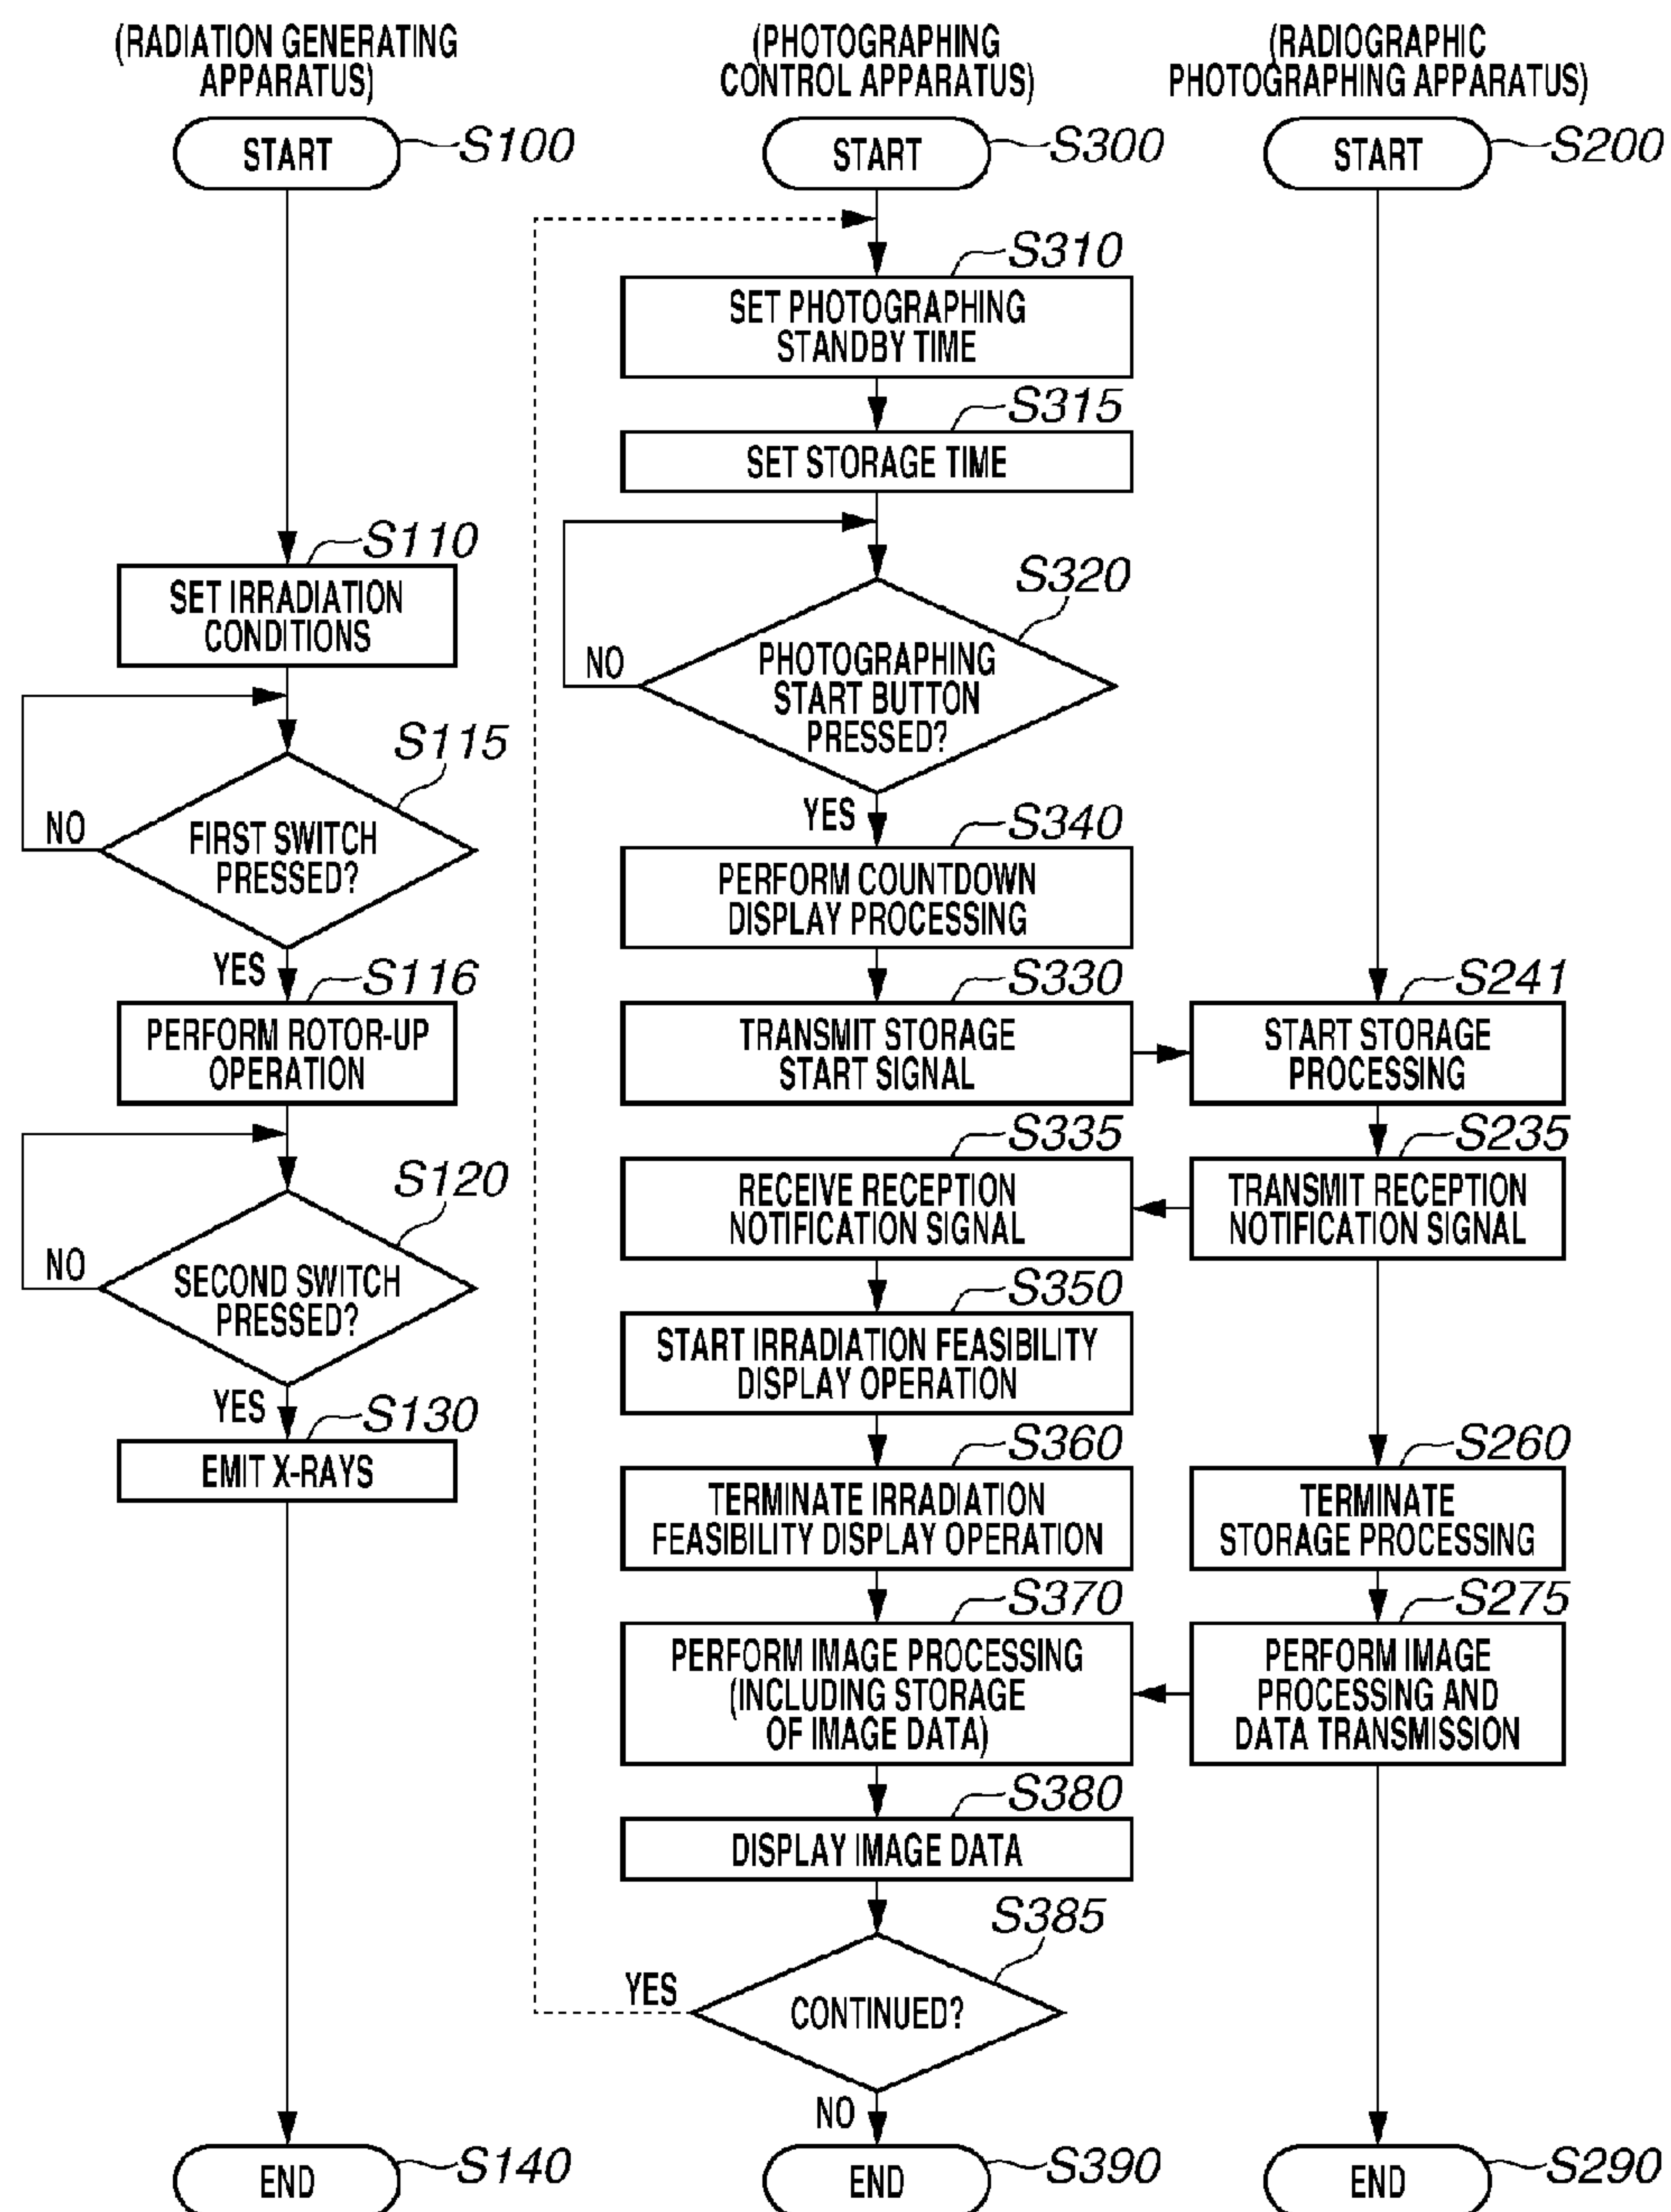 (RADIATION GENERATING
APPARATUS)
START
S100
S110
SET IRRADIATION
CONDITIONS
S115
FIRST SWITCH
PRESSED?
NO
YES
S116
PERFORM ROTOR-UP
OPERATION
S120
SECOND SWITCH
PRESSED?
NO
YES
S130
EMIT X-RAYS
END
S140
(PHOTOGRAPHING
CONTROL APPARATUS)
START
S300
S310
SET PHOTOGRAPHING
STANDBY TIME
S315
SET STORAGE TIME
S320
PHOTOGRAPHING
START BUTTON
PRESSED?
NO
YES
S340
PERFORM COUNTDOWN
DISPLAY PROCESSING
S330
TRANSMIT STORAGE
START SIGNAL
S335
RECEIVE RECEPTION
NOTIFICATION SIGNAL
S350
START IRRADIATION FEASIBILITY
DISPLAY OPERATION
S360
TERMINATE IRRADIATION
FEASIBILITY DISPLAY OPERATION
S370
PERFORM IMAGE PROCESSING
(INCLUDING STORAGE
OF IMAGE DATA)
S380
DISPLAY IMAGE DATA
S385
CONTINUED?
YES
NO
END
S390
(RADIOGRAPHIC
PHOTOGRAPHING APPARATUS)
START
S200
S241
START STORAGE
PROCESSING
S235
TRANSMIT RECEPTION
NOTIFICATION SIGNAL
S260
TERMINATE
STORAGE PROCESSING
S275
PERFORM IMAGE
PROCESSING AND
DATA TRANSMISSION
END
S290